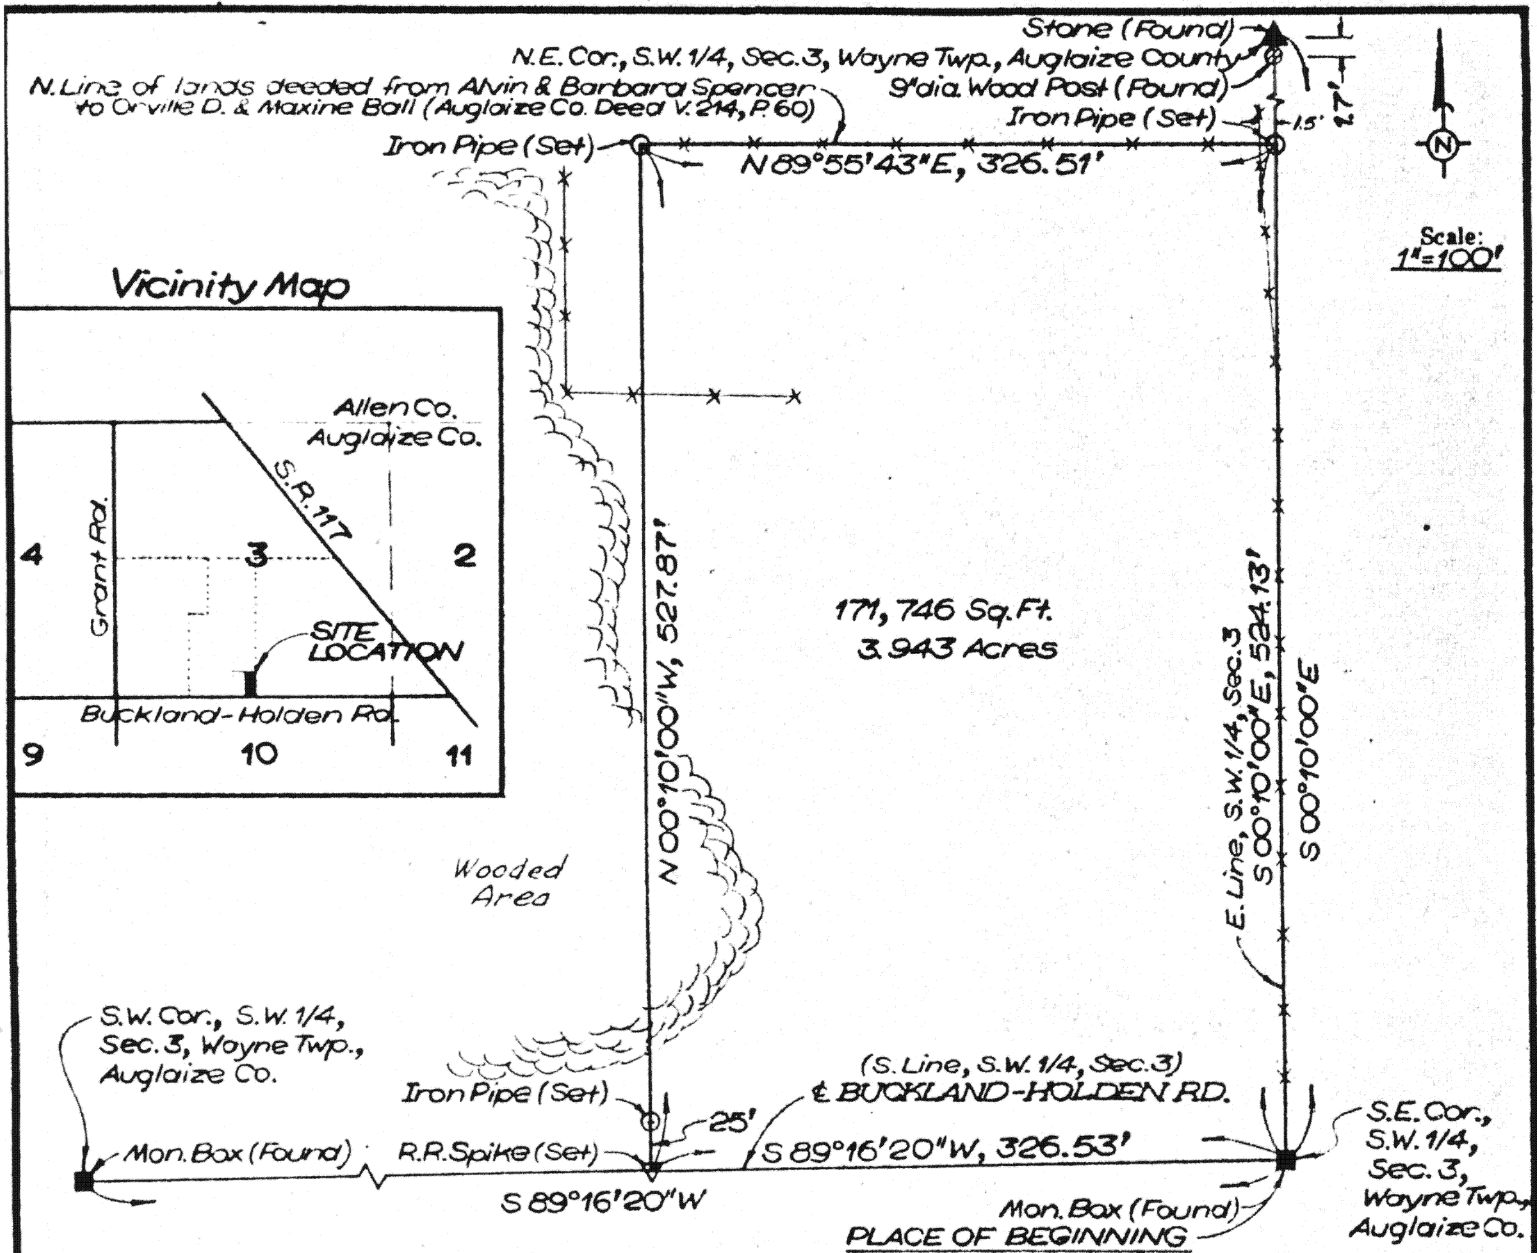 Stone (Found)
N.E. Cor., S.W. 1/4, Sec. 3, Wayne Twp., Auglaize County
N. Line of lands deeded from Alvin & Barbara Spencer
to Orville D. & Maxine Ball (Auglaize Co. Deed V. 214, P. 60)
9" dia. Wood Post (Found)
Iron Pipe (Set)
1.5'
27'
Iron Pipe (Set)
N 89°55'43"E, 326.51'
N
Scale:
1"=100'
Vicinity Map
Allen Co.
Auglaize Co.
S.R. 117
Grant Rd.
4
3
2
SITE
LOCATION
Buckland-Holden Rd.
9
10
11
N 00°10'00"W, 527.87'
171,746 Sq. Ft.
3.943 Acres
E. Line, S.W. 1/4, Sec. 3
S 00°10'00"E, 524.13'
S 00°10'00"E
Wooded
Area
S.W. Cor., S.W. 1/4,
Sec. 3, Wayne Twp.,
Auglaize Co.
(S. Line, S.W. 1/4, Sec. 3)
℄ BUCKLAND-HOLDEN RD.
Iron Pipe (Set)
25'
S.E. Cor.,
S.W. 1/4,
Sec. 3,
Wayne Twp.,
Auglaize Co.
Mon. Box (Found)
R.R. Spike (Set)
S 89°16'20"W, 326.53'
S 89°16'20"W
Mon. Box (Found)
PLACE OF BEGINNING